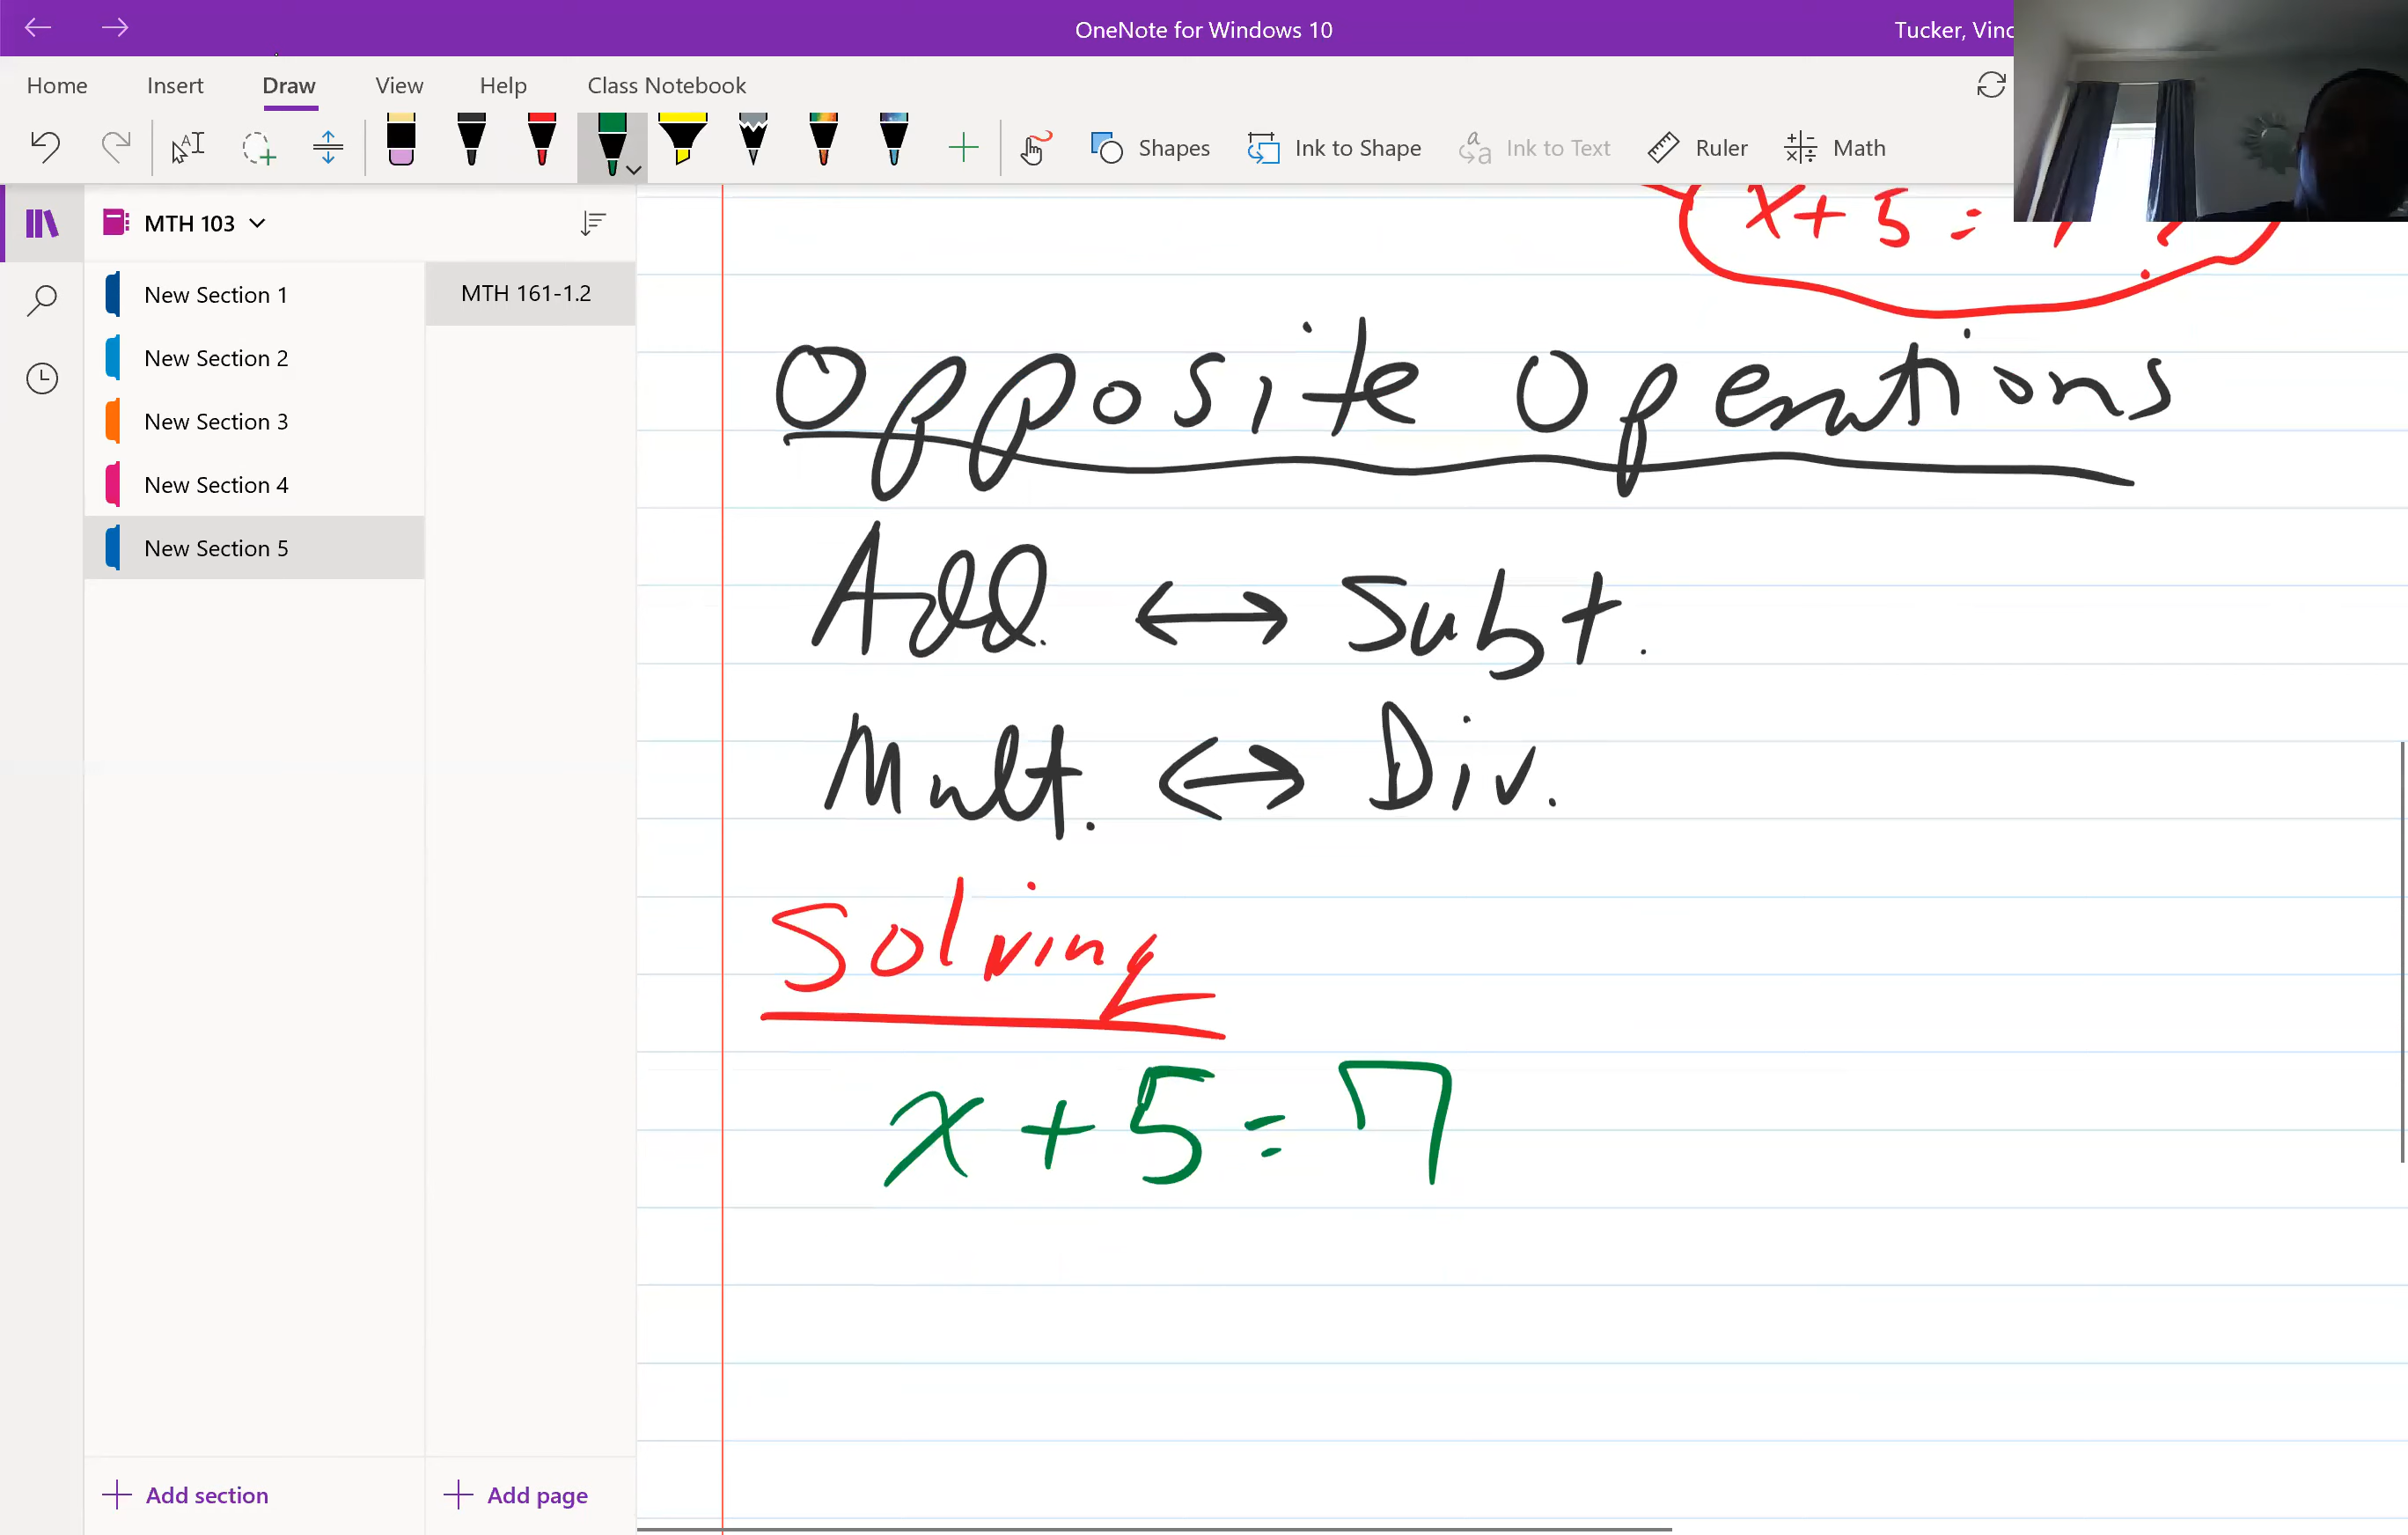 OneNote for Windows 10
Tucker, Vinc
Home Insert Draw View Help Class Notebook
Shapes Ink to Shape Ink to Text Ruler Math
MTH 103
New Section 1
New Section 2
New Section 3
New Section 4
New Section 5
MTH 161-1.2
x+5=
Opposite Operations
Add. ↔ Subt.
Mult. ↔ Div.
Solving
x+5=7
Add section
Add page